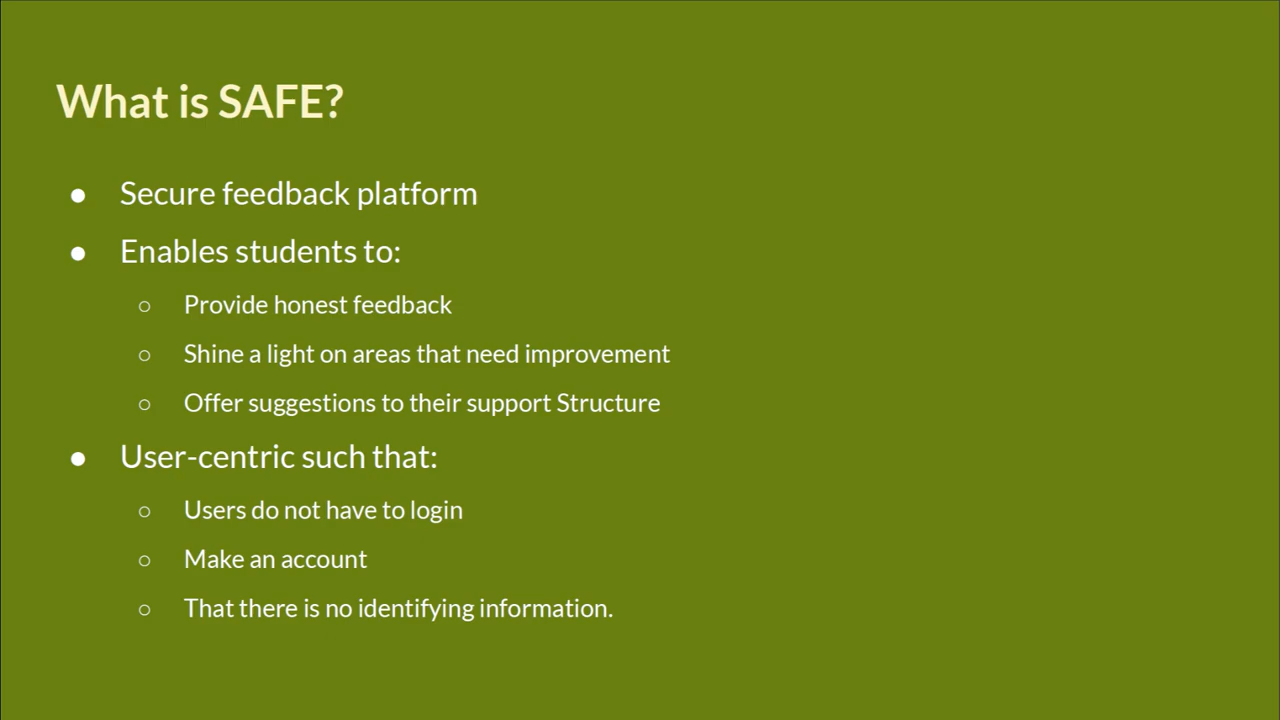 What is SAFE?
● Secure feedback platform
● Enables students to:
○ Provide honest feedback
○ Shine a light on areas that need improvement
○ Offer suggestions to their support Structure
● User-centric such that:
○ Users do not have to login
○ Make an account
○ That there is no identifying information.